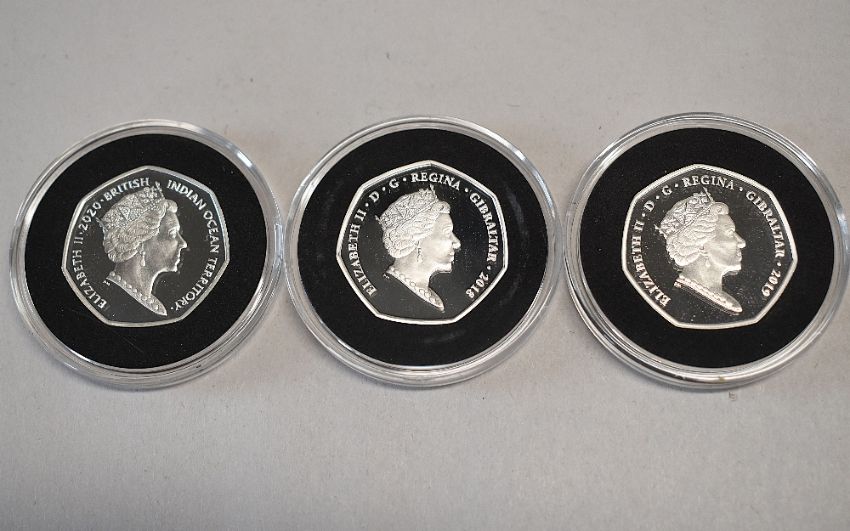 ELIZABETH II · 2020 · BRITISH INDIAN OCEAN TERRITORY ·
ELIZABETH II · D · G · REGINA · GIBRALTAR · 2018
ELIZABETH II · D · G · REGINA · GIBRALTAR · 2019